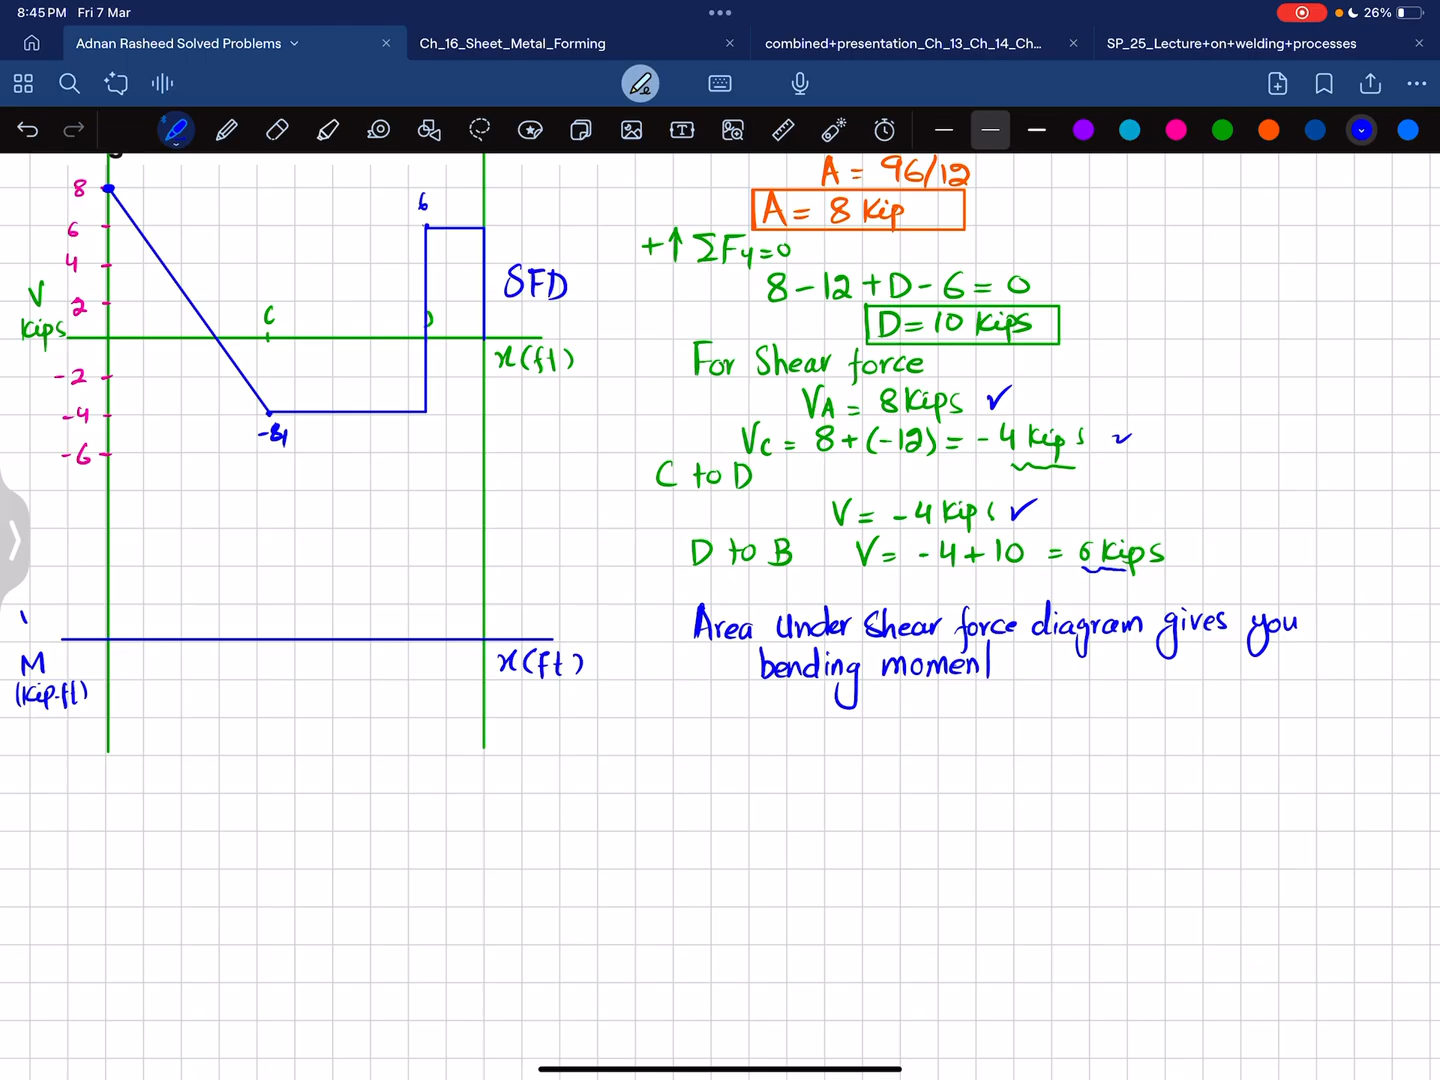 8:45 PM Fri 7 Mar
26%
Adnan Rasheed Solved Problems
Ch_16_Sheet_Metal_Forming
combined+presentation_Ch_13_Ch_14_Ch...
SP_25_Lecture+on+welding+processes
A = 96/12
A = 8 Kip
+↑ ΣFy=0
8 - 12 + D - 6 = 0
D = 10 Kips
For Shear force
VA = 8 Kips ✓
Vc = 8 + (-12) = - 4 Kips ✓
C to D
V = - 4 Kips ✓
D to B V = - 4 + 10 = 6 Kips
Area Under Shear force diagram gives you
bending moment
8
6
4
2
-2
-4
-6
V
Kips
C
6
SFD
x(ft)
M
(Kip.ft)
x(ft)